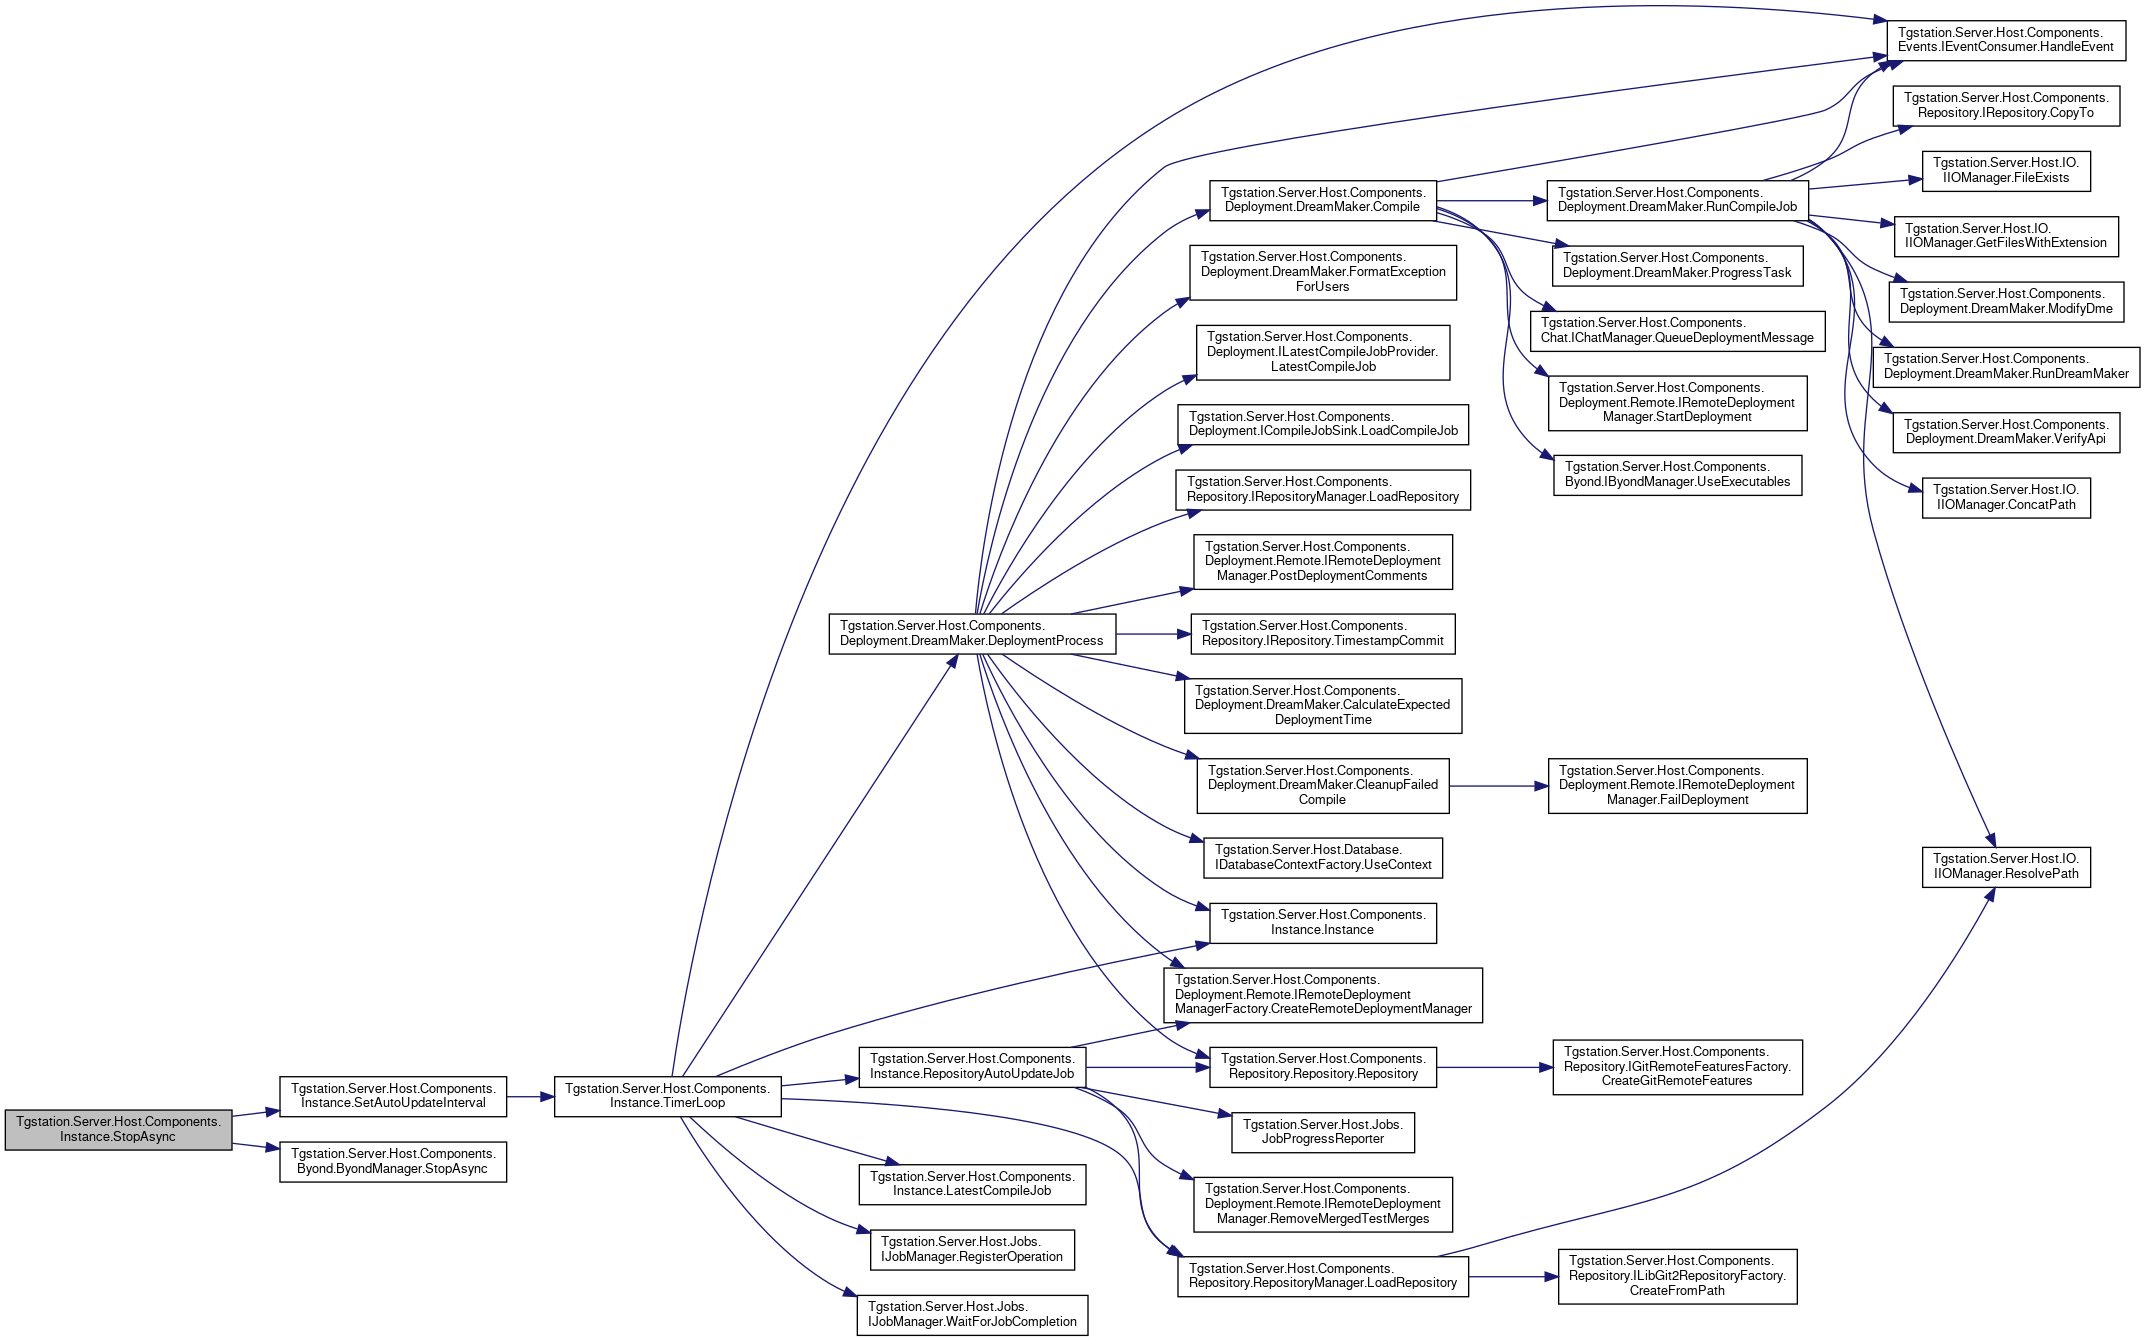 Tgstation.Server.Host.Components.
Instance.StopAsync
Tgstation.Server.Host.Components.
Instance.SetAutoUpdateInterval
Tgstation.Server.Host.Components.
Byond.ByondManager.StopAsync
Tgstation.Server.Host.Components.
Instance.TimerLoop
Tgstation.Server.Host.Components.
Deployment.DreamMaker.DeploymentProcess
Tgstation.Server.Host.Components.
Instance.RepositoryAutoUpdateJob
Tgstation.Server.Host.Components.
Instance.LatestCompileJob
Tgstation.Server.Host.Jobs.
IJobManager.RegisterOperation
Tgstation.Server.Host.Jobs.
IJobManager.WaitForJobCompletion
Tgstation.Server.Host.Components.
Deployment.DreamMaker.Compile
Tgstation.Server.Host.Components.
Deployment.DreamMaker.FormatException
ForUsers
Tgstation.Server.Host.Components.
Deployment.ILatestCompileJobProvider.
LatestCompileJob
Tgstation.Server.Host.Components.
Deployment.ICompileJobSink.LoadCompileJob
Tgstation.Server.Host.Components.
Repository.IRepositoryManager.LoadRepository
Tgstation.Server.Host.Components.
Deployment.Remote.IRemoteDeployment
Manager.PostDeploymentComments
Tgstation.Server.Host.Components.
Repository.IRepository.TimestampCommit
Tgstation.Server.Host.Components.
Deployment.DreamMaker.CalculateExpected
DeploymentTime
Tgstation.Server.Host.Components.
Deployment.DreamMaker.CleanupFailed
Compile
Tgstation.Server.Host.Database.
IDatabaseContextFactory.UseContext
Tgstation.Server.Host.Components.
Instance.Instance
Tgstation.Server.Host.Components.
Deployment.Remote.IRemoteDeployment
ManagerFactory.CreateRemoteDeploymentManager
Tgstation.Server.Host.Components.
Repository.Repository.Repository
Tgstation.Server.Host.Jobs.
JobProgressReporter
Tgstation.Server.Host.Components.
Deployment.Remote.IRemoteDeployment
Manager.RemoveMergedTestMerges
Tgstation.Server.Host.Components.
Repository.RepositoryManager.LoadRepository
Tgstation.Server.Host.Components.
Deployment.DreamMaker.RunCompileJob
Tgstation.Server.Host.Components.
Deployment.DreamMaker.ProgressTask
Tgstation.Server.Host.Components.
Chat.IChatManager.QueueDeploymentMessage
Tgstation.Server.Host.Components.
Deployment.Remote.IRemoteDeployment
Manager.StartDeployment
Tgstation.Server.Host.Components.
Byond.IByondManager.UseExecutables
Tgstation.Server.Host.Components.
Deployment.Remote.IRemoteDeployment
Manager.FailDeployment
Tgstation.Server.Host.Components.
Repository.IGitRemoteFeaturesFactory.
CreateGitRemoteFeatures
Tgstation.Server.Host.Components.
Repository.ILibGit2RepositoryFactory.
CreateFromPath
Tgstation.Server.Host.Components.
Events.IEventConsumer.HandleEvent
Tgstation.Server.Host.Components.
Repository.IRepository.CopyTo
Tgstation.Server.Host.IO.
IIOManager.FileExists
Tgstation.Server.Host.IO.
IIOManager.GetFilesWithExtension
Tgstation.Server.Host.Components.
Deployment.DreamMaker.ModifyDme
Tgstation.Server.Host.Components.
Deployment.DreamMaker.RunDreamMaker
Tgstation.Server.Host.Components.
Deployment.DreamMaker.VerifyApi
Tgstation.Server.Host.IO.
IIOManager.ConcatPath
Tgstation.Server.Host.IO.
IIOManager.ResolvePath